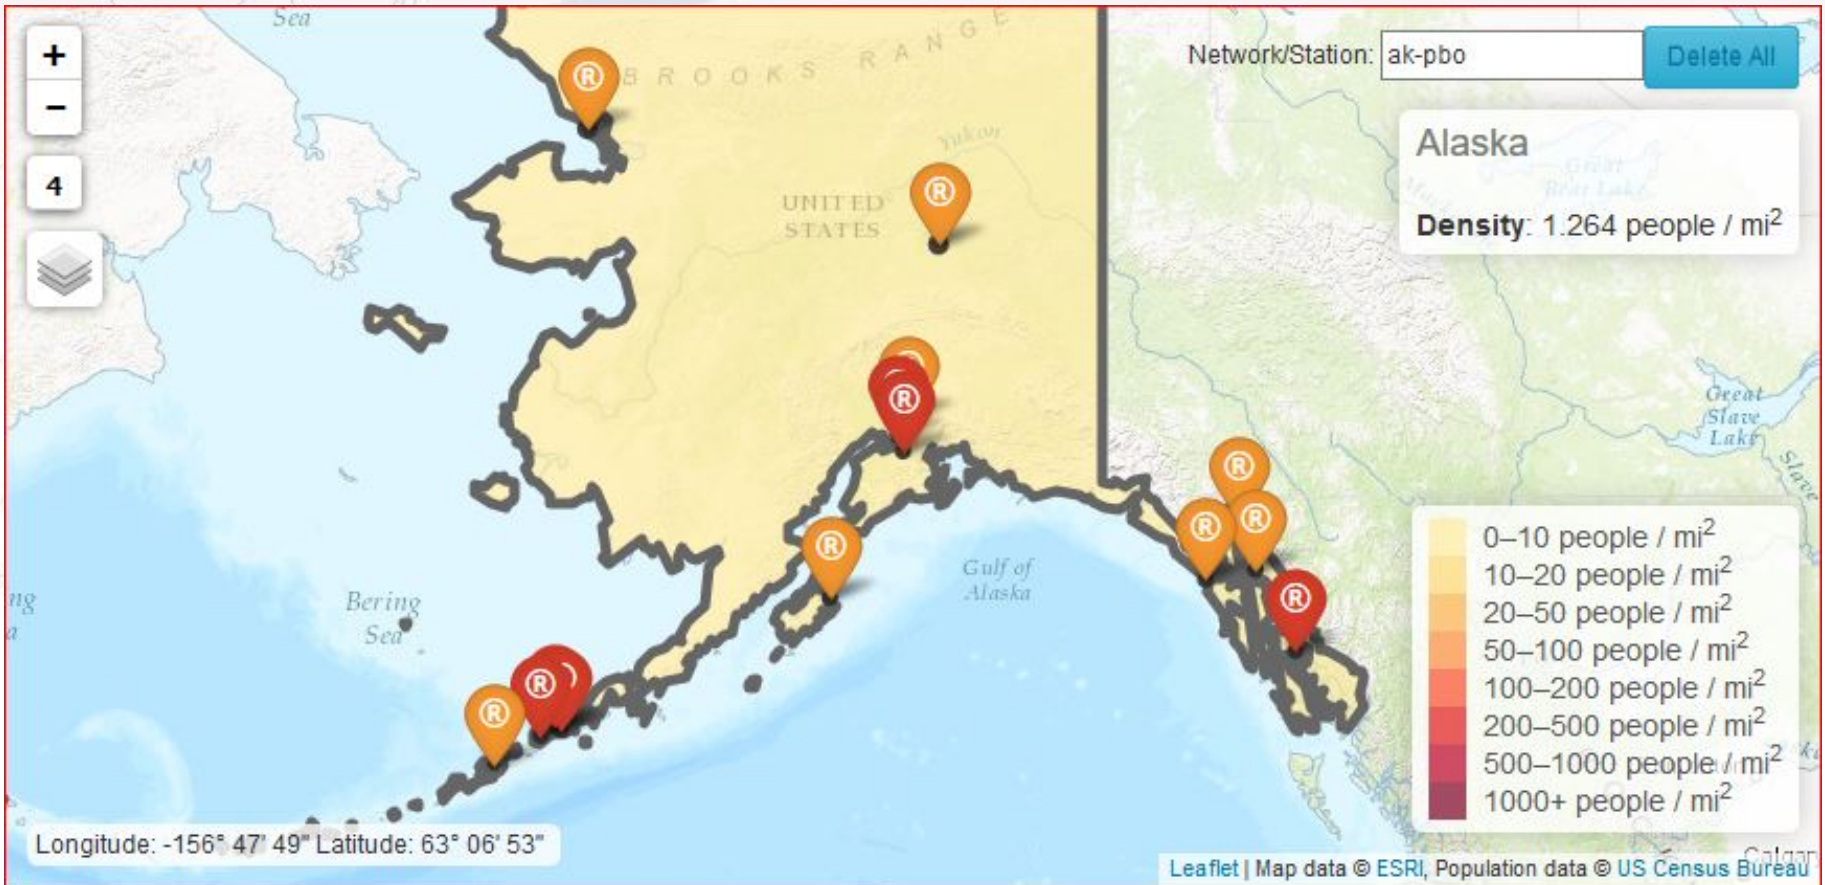 Sea
+
−
4
BROOKS RANGE
Yukon
UNITED
STATES
Network/Station: ak-pbo Delete All
Alaska
Density: 1.264 people / mi²
Great
Bear Lake
Great
Slave
Lake
Slave
®
®
®
®
®
®
®
®
®
®
®
Gulf of
Alaska
Bering
Sea
0–10 people / mi²
10–20 people / mi²
20–50 people / mi²
50–100 people / mi²
100–200 people / mi²
200–500 people / mi²
500–1000 people / mi²
1000+ people / mi²
Longitude: -156° 47' 49" Latitude: 63° 06' 53"
Leaflet | Map data © ESRI, Population data © US Census Bureau